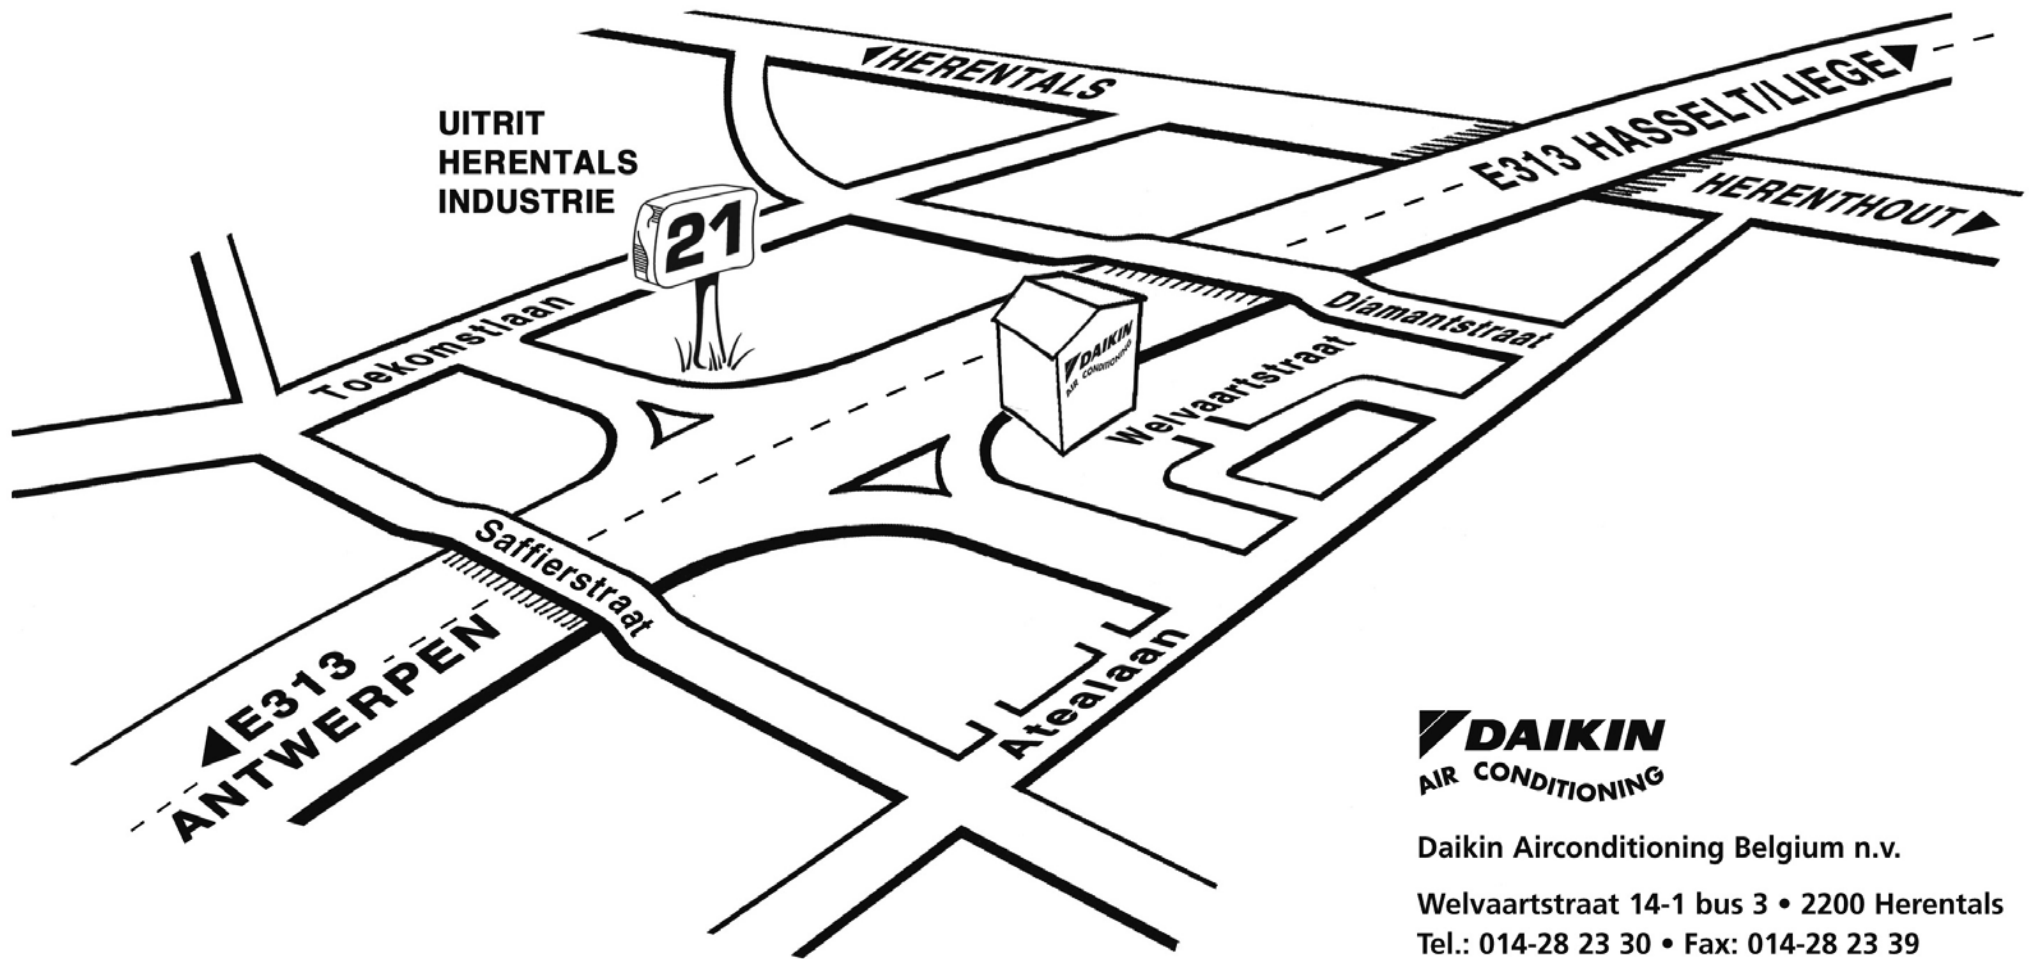 HERENTALS
E313 HASSELT/LIEGE
UITRIT
HERENTALS
INDUSTRIE
21
HERENTHOUT
Toekomstlaan
Diamantstraat
DAIKIN
AIR CONDITIONING
Welvaartstraat
Saffierstraat
E313
ANTWERPEN
Atealaan
DAIKIN
AIR CONDITIONING
Daikin Airconditioning Belgium n.v.
Welvaartstraat 14-1 bus 3 • 2200 Herentals
Tel.: 014-28 23 30 • Fax: 014-28 23 39